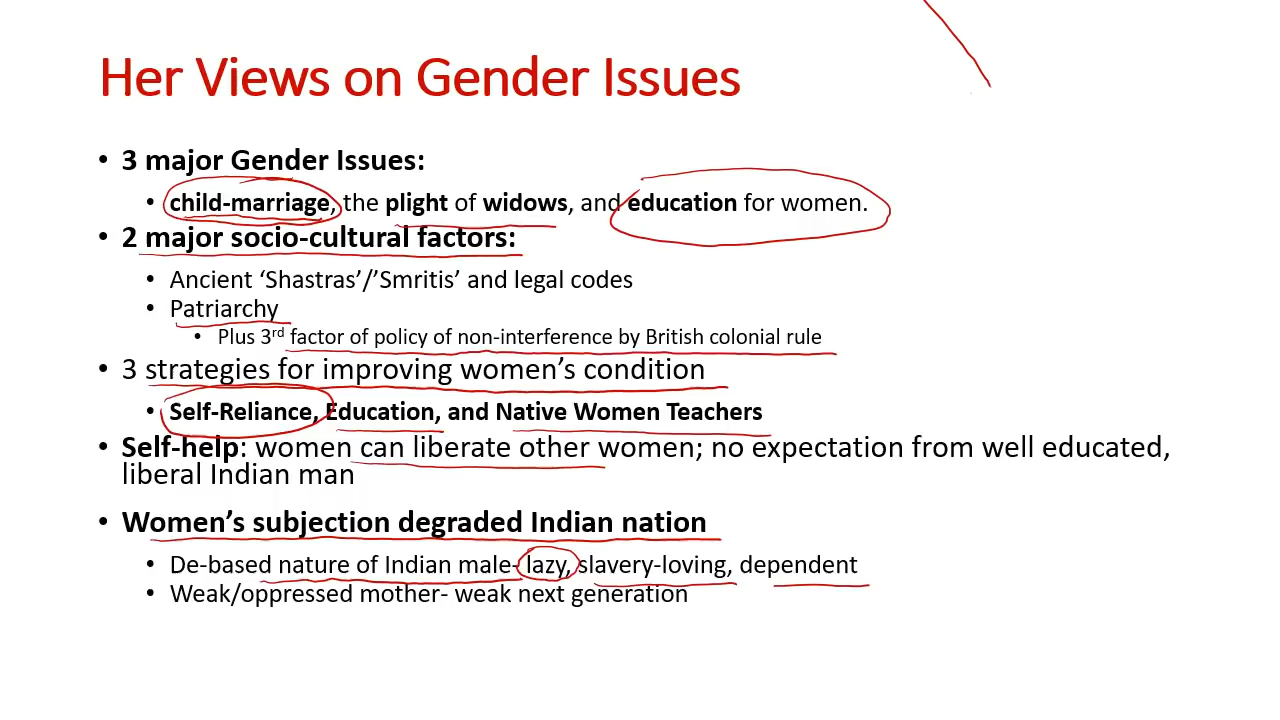 Her Views on Gender Issues
• 3 major Gender Issues:
• child-marriage, the plight of widows, and education for women.
• 2 major socio-cultural factors:
• Ancient ‘Shastras’/’Smritis’ and legal codes
• Patriarchy
• Plus 3rd factor of policy of non-interference by British colonial rule
• 3 strategies for improving women’s condition
• Self-Reliance, Education, and Native Women Teachers
• Self-help: women can liberate other women; no expectation from well educated,
liberal Indian man
• Women’s subjection degraded Indian nation
• De-based nature of Indian male- lazy, slavery-loving, dependent
• Weak/oppressed mother- weak next generation